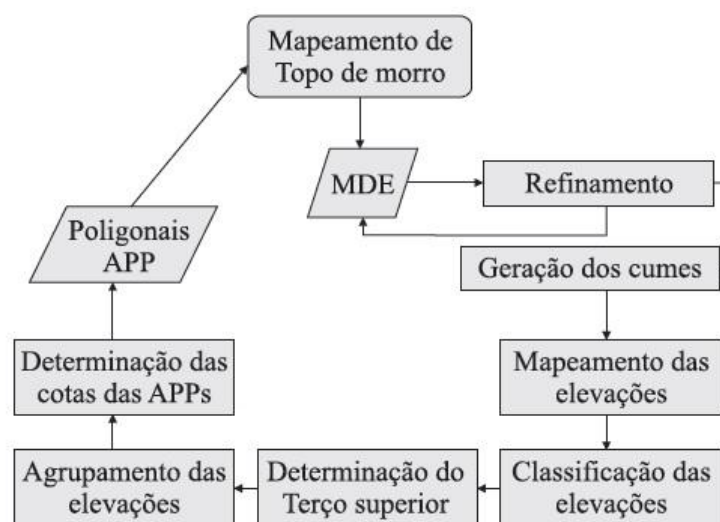 Mapeamento de
Topo de morro
MDE
Refinamento
Poligonais
APP
Geração dos cumes
Determinação das
cotas das APPs
Mapeamento das
elevações
Agrupamento das
elevações
Determinação do
Terço superior
Classificação das
elevações